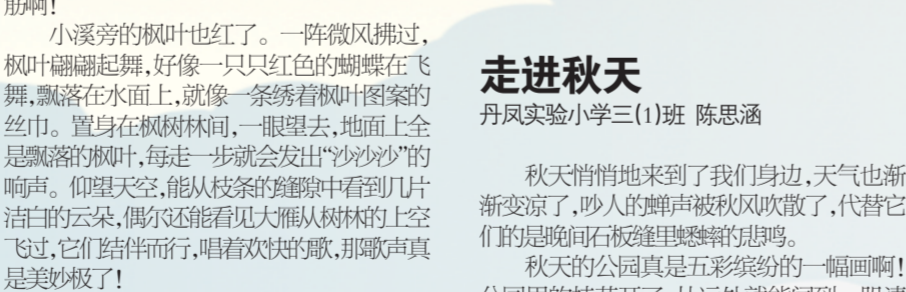 肪啊！
小溪旁的枫叶也红了。一阵微风拂过，
枫叶翩翩起舞，好像一只只红色的蝴蝶在飞
舞，飘落在水面上，就像一条绣着枫叶图案的
丝巾。置身在枫树林间，一眼望去，地面上全
是飘落的枫叶，每走一步就会发出“沙沙沙”的
响声。仰望天空，能从枝条的缝隙中看到几片
洁白的云朵，偶尔还能看见大雁从树林的上空
飞过，它们结伴而行，唱着欢快的歌，那歌声真
是美妙极了！
走进秋天
丹凤实验小学三(1)班 陈思涵
秋天悄悄地来到了我们身边，天气也渐
渐变凉了，吵人的蝉声被秋风吹散了，代替它
们的是晚间石板缝里蟋蟀的悲鸣。
秋天的公园真是五彩缤纷的一幅画啊！